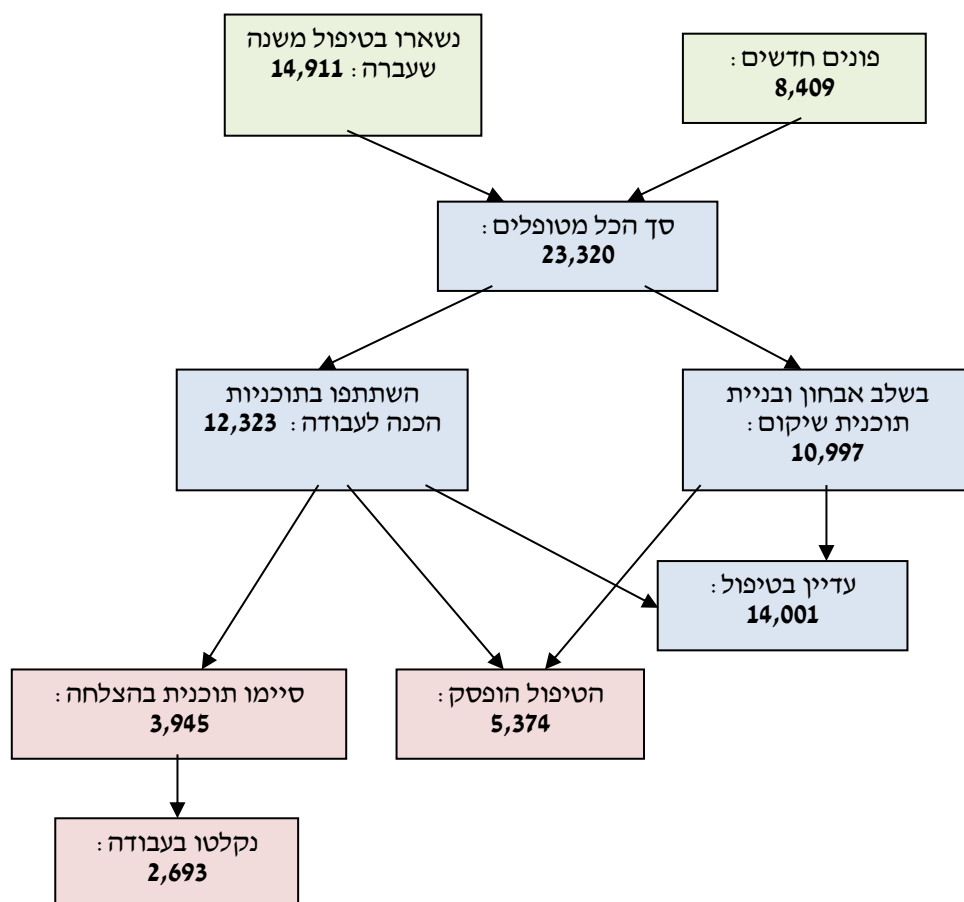 נשארו בטיפול משנה
שעברה: 14,911
פונים חדשים:
8,409
סך הכל מטופלים:
23,320
השתתפו בתוכניות
הכנה לעבודה: 12,323
בשלב אבחון ובניית
תוכנית שיקום:
10,997
עדיין בטיפול:
14,001
סיימו תוכנית בהצלחה:
3,945
הטיפול הופסק:
5,374
נקלטו בעבודה:
2,693